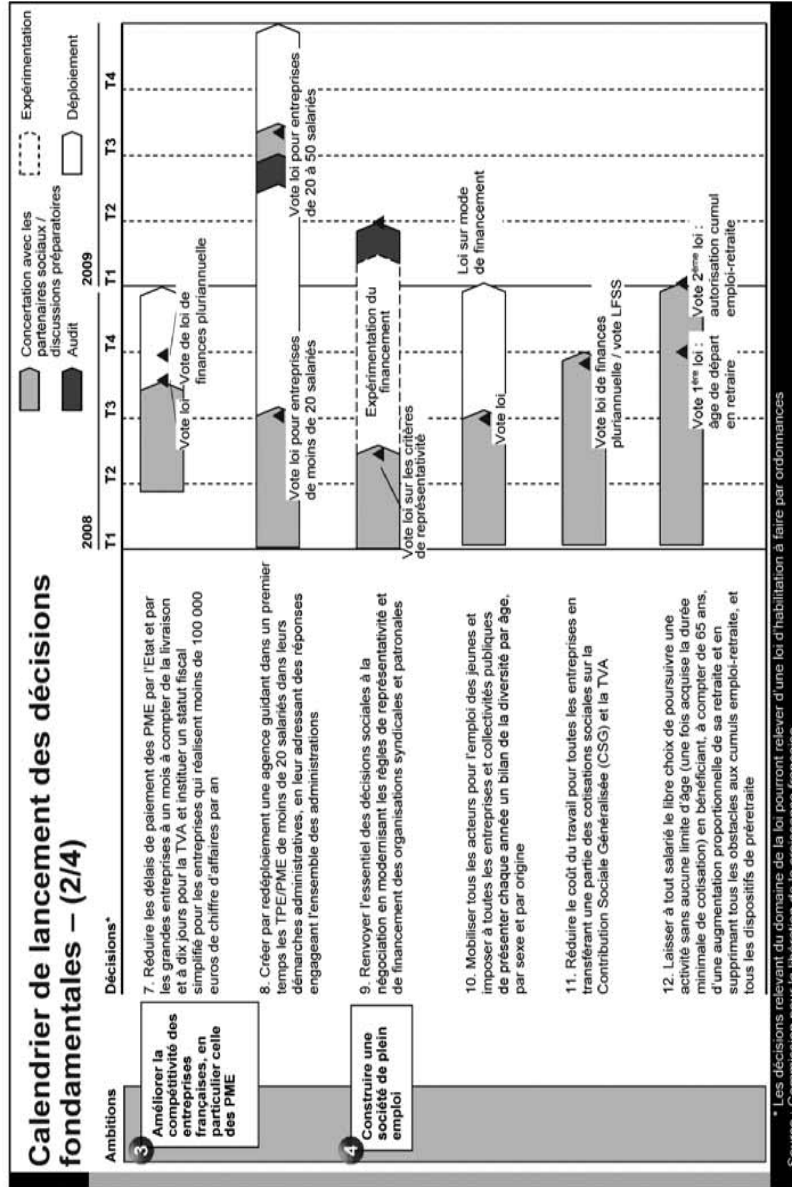 Calendrier de lancement des décisions
fondamentales – (2/4)
Concertation avec les
partenaires sociaux /
discussions préparatoires
Audit
Expérimentation
Déploiement
Ambitions
Décisions*
2008
2009
T1
T2
T3
T4
T1
T2
T3
T4
3
Améliorer la
compétitivité des
entreprises
françaises, en
particulier celle
des PME
7. Réduire les délais de paiement des PME par l'Etat et par
les grandes entreprises à un mois à compter de la livraison
et à dix jours pour la TVA et instituer un statut fiscal
simplifié pour les entreprises qui réalisent moins de 100 000
euros de chiffre d'affaires par an
Vote loi
Vote de loi de
finances pluriannuelle
8. Créer par redéploiement une agence guidant dans un premier
temps les TPE/PME de moins de 20 salariés dans leurs
démarches administratives, en leur adressant des réponses
engageant l'ensemble des administrations
Vote loi pour entreprises
de moins de 20 salariés
Vote loi pour entreprises
de 20 à 50 salariés
4
Construire une
société de plein
emploi
9. Renvoyer l'essentiel des décisions sociales à la
négociation en modernisant les règles de représentativité et
de financement des organisations syndicales et patronales
Expérimentation du
financement
Vote loi sur les critères
de représentativité
10. Mobiliser tous les acteurs pour l'emploi des jeunes et
imposer à toutes les entreprises et collectivités publiques
de présenter chaque année un bilan de la diversité par âge,
par sexe et par origine
Vote loi
Loi sur mode
de financement
11. Réduire le coût du travail pour toutes les entreprises en
transférant une partie des cotisations sociales sur la
Contribution Sociale Généralisée (CSG) et la TVA
Vote loi de finances
pluriannuelle / vote LFSS
12. Laisser à tout salarié le libre choix de poursuivre une
activité sans aucune limite d'âge (une fois acquise la durée
minimale de cotisation) en bénéficiant, à compter de 65 ans,
d'une augmentation proportionnelle de sa retraite et en
supprimant tous les obstacles aux cumuls emploi-retraite, et
tous les dispositifs de préretraite
Vote 1ère loi :
âge de départ
en retraire
Vote 2ème loi :
autorisation cumul
emploi-retraite
* Les décisions relevant du domaine de la loi pourront relever d'une loi d'habilitation à faire par ordonnances
Source : Commission pour la libération de la croissance française